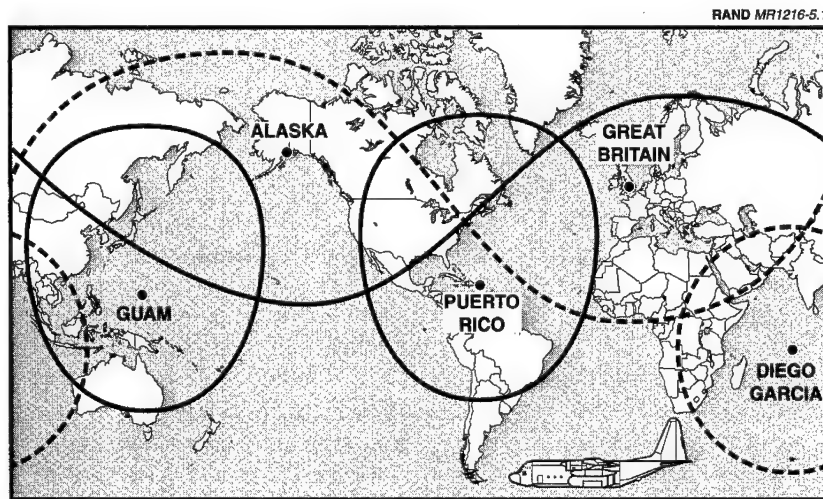 RAND MR1216-5.1
ALASKA
GREAT
BRITAIN
GUAM
PUERTO
RICO
DIEGO
GARCIA